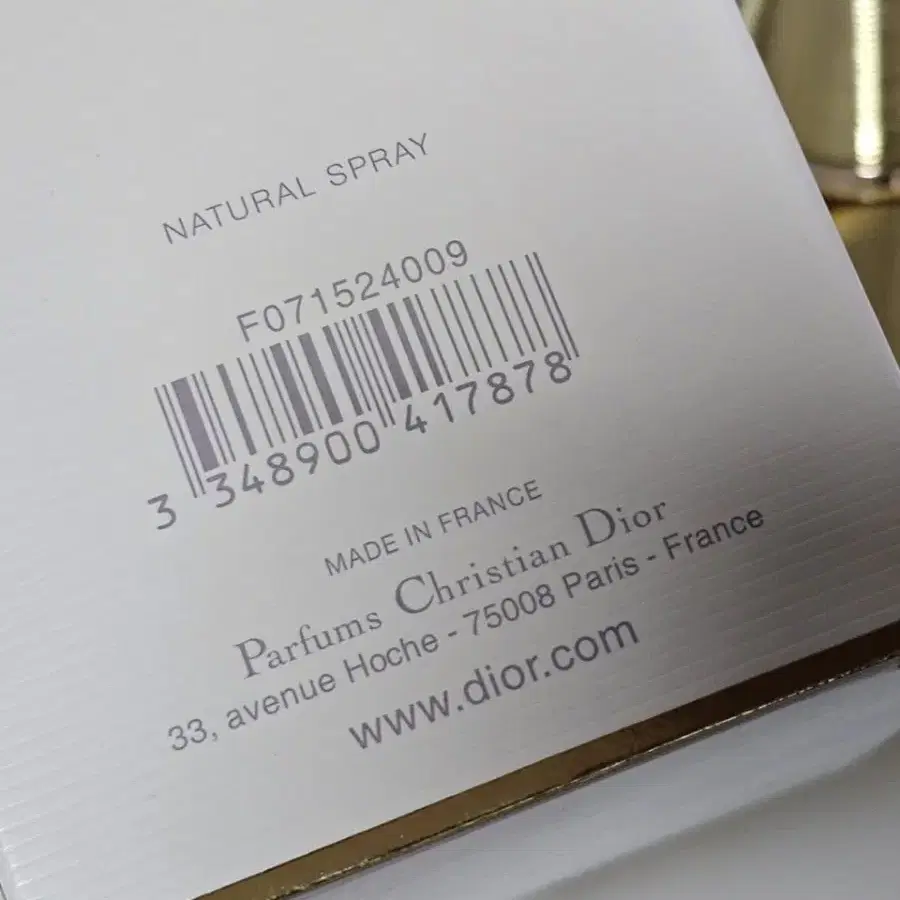 NATURAL SPRAY
F071524009
3 348900 417878
MADE IN FRANCE
Parfums Christian Dior
33, avenue Hoche - 75008 Paris - France
www.dior.com